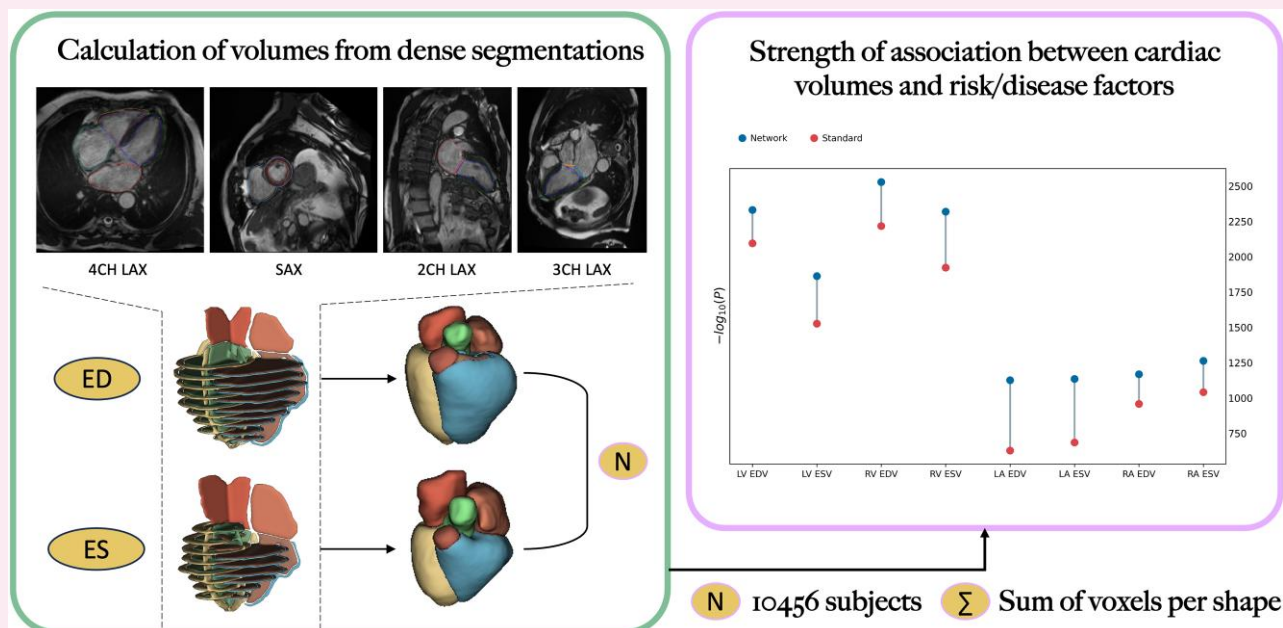 Calculation of volumes from dense segmentations
4CH LAX
SAX
2CH LAX
3CH LAX
ED
ES
N
Strength of association between cardiac
volumes and risk/disease factors
Network
Standard
−log₁₀(P)
2500
2250
2000
1750
1500
1250
1000
750
LV EDV
LV ESV
RV EDV
RV ESV
LA EDV
LA ESV
RA EDV
RA ESV
N 10456 subjects
Σ Sum of voxels per shape